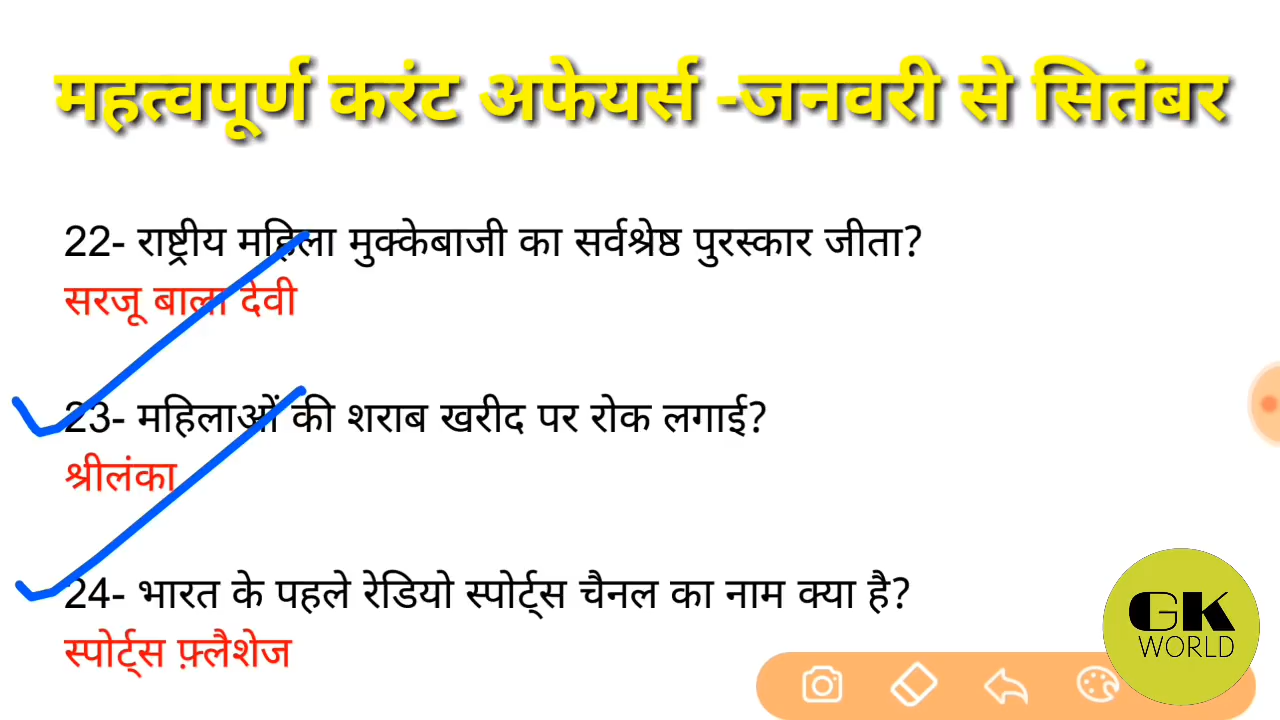 महत्वपूर्ण करंट अफेयर्स -जनवरी से सितंबर
22- राष्ट्रीय महिला मुक्केबाजी का सर्वश्रेष्ठ पुरस्कार जीता?
सरजू बाला देवी
23- महिलाओं की शराब खरीद पर रोक लगाई?
श्रीलंका
24- भारत के पहले रेडियो स्पोर्ट्स चैनल का नाम क्या है?
स्पोर्ट्स फ़्लैशेज
GK
WORLD